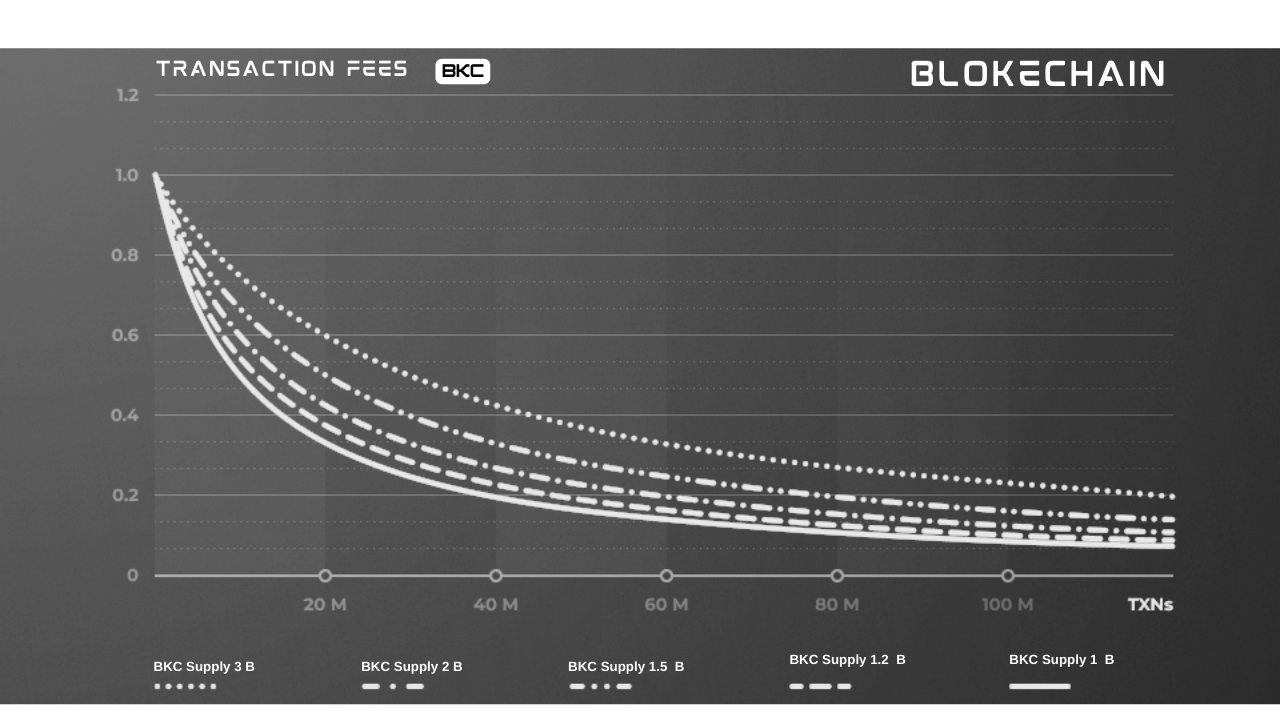 TRANSACTION FEES BKC BLOKECHAIN
1.2
1.0
0.8
0.6
0.4
0.2
0
20 M 40 M 60 M 80 M 100 M TXNs
BKC Supply 3 B BKC Supply 2 B BKC Supply 1.5 B BKC Supply 1.2 B BKC Supply 1 B